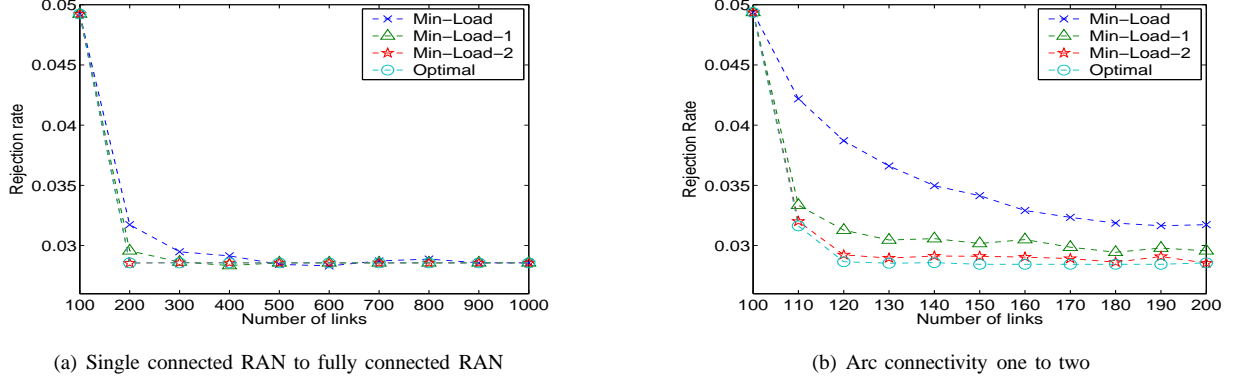 0.05
0.045
0.04
0.035
0.03
Rejection rate
100 200 300 400 500 600 700 800 900 1000
Number of links
Min-Load
Min-Load-1
Min-Load-2
Optimal
(a) Single connected RAN to fully connected RAN
0.05
0.045
0.04
0.035
0.03
Rejection Rate
100 110 120 130 140 150 160 170 180 190 200
Number of links
Min-Load
Min-Load-1
Min-Load-2
Optimal
(b) Arc connectivity one to two